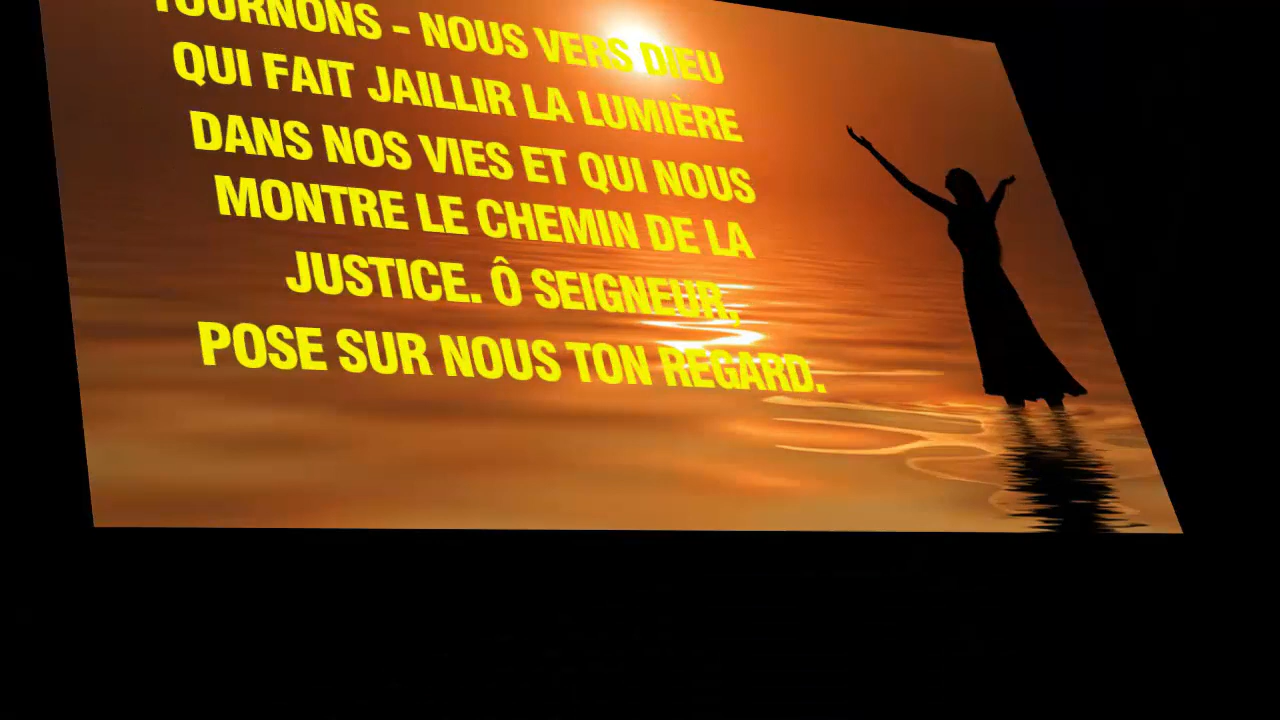 TOURNONS - NOUS VERS DIEU
QUI FAIT JAILLIR LA LUMIÈRE
DANS NOS VIES ET QUI NOUS
MONTRE LE CHEMIN DE LA
JUSTICE. Ô SEIGNEUR,
POSE SUR NOUS TON REGARD.